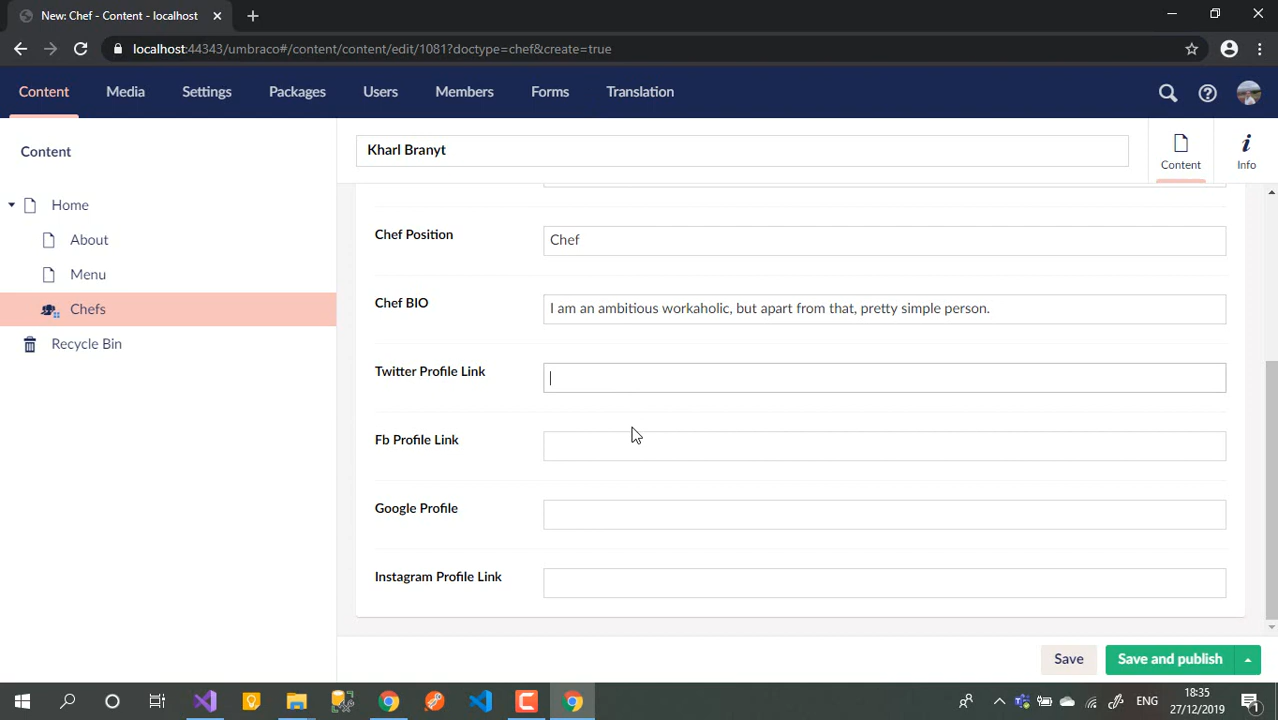 New: Chef - Content - localhost
localhost:44343/umbraco#/content/content/edit/1081?doctype=chef&create=true
Content
Media
Settings
Packages
Users
Members
Forms
Translation
Content
Kharl Branyt
Content
Info
Home
About
Menu
Chefs
Recycle Bin
Chef Position
Chef
Chef BIO
I am an ambitious workaholic, but apart from that, pretty simple person.
Twitter Profile Link
Fb Profile Link
Google Profile
Instagram Profile Link
Save
Save and publish
ENG
18:35
27/12/2019
1